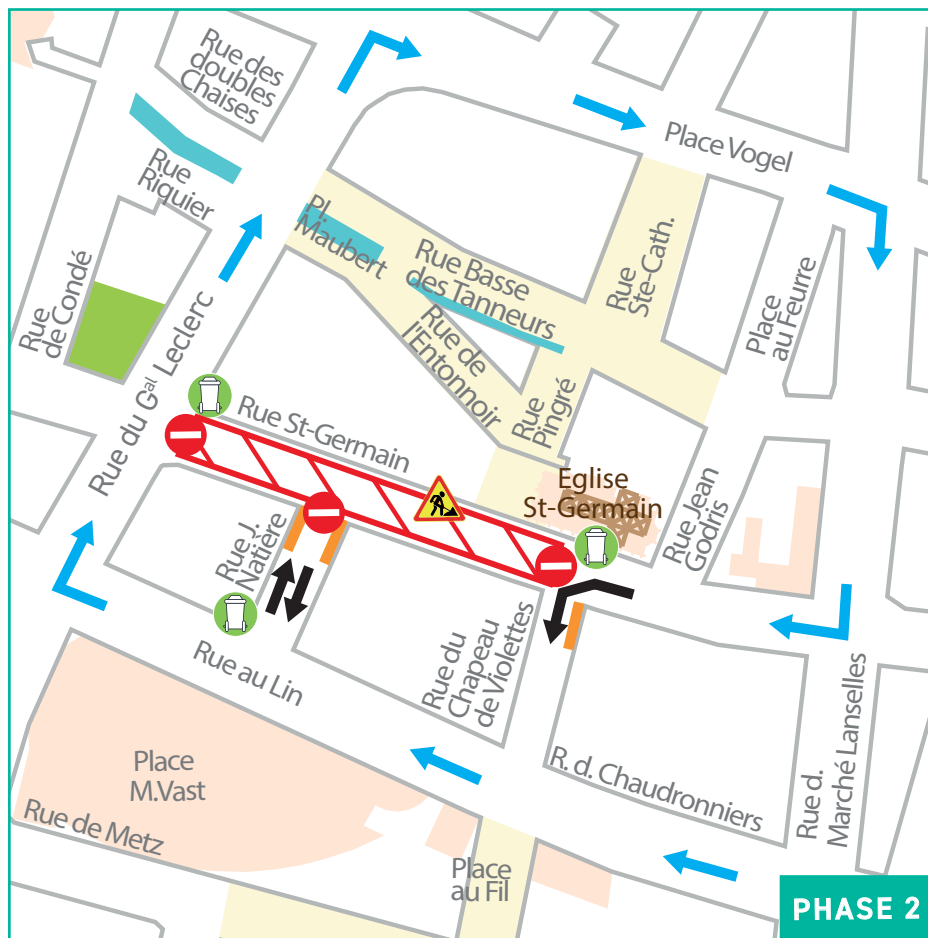 Rue des
doubles
Chaises
Place Vogel
Rue
Riquier
Pl.
Maubert
Rue Basse
des Tanneurs
Rue
Ste-Cath.
Rue
de Condé
Rue du Gal Leclerc
Place
au Feurre
Rue de
l'Entonnoir
Rue
Pingré
Rue St-Germain
Eglise
St-Germain
Rue Jean
Godris
Rue J.
Natière
Rue au Lin
Rue du
Chapeau
de Violettes
R. d. Chaudronniers
Rue d.
Marché Lanselles
Place
M.Vast
Rue de Metz
Place
au Fil
PHASE 2